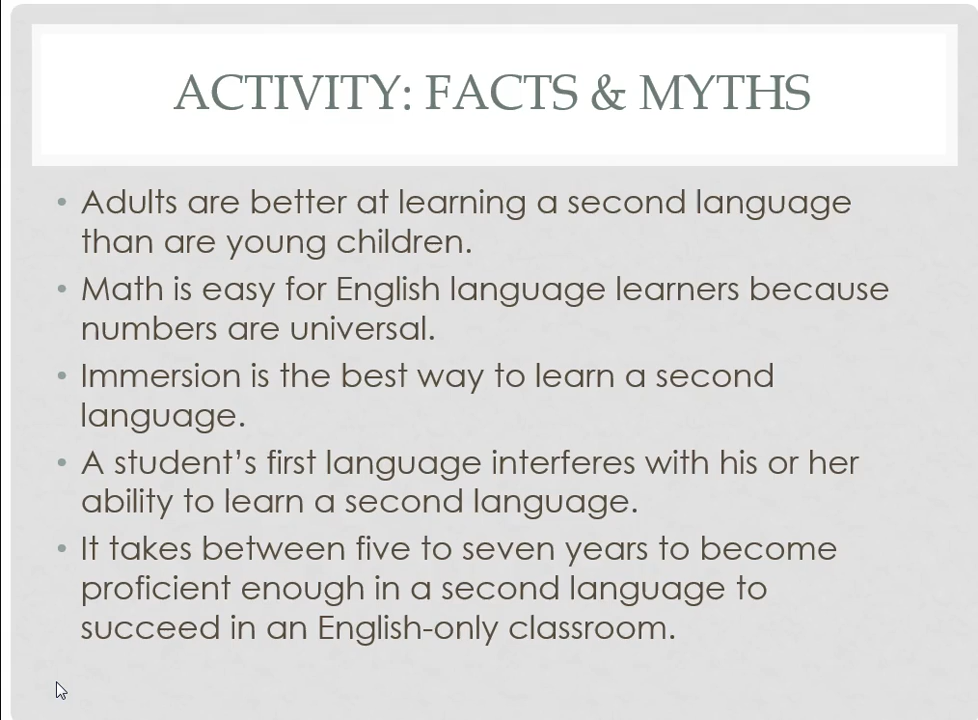 ACTIVITY: FACTS & MYTHS
• Adults are better at learning a second language
than are young children.
• Math is easy for English language learners because
numbers are universal.
• Immersion is the best way to learn a second
language.
• A student’s first language interferes with his or her
ability to learn a second language.
• It takes between five to seven years to become
proficient enough in a second language to
succeed in an English-only classroom.